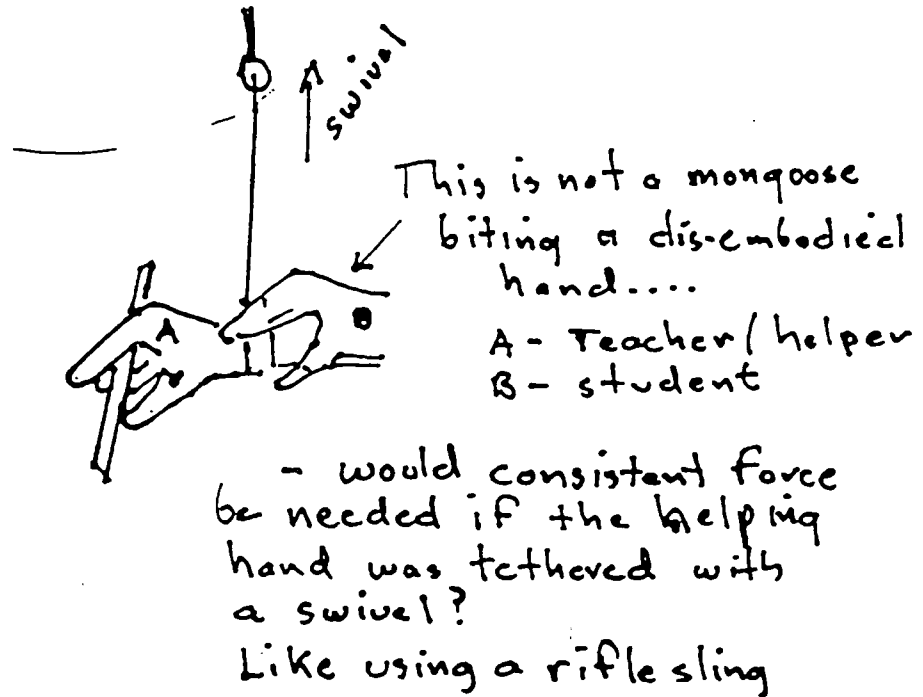 swivel
This is not a mongoose
biting a dis-embodied
hand....
A
B
A - Teacher/helper
B - student
- would consistent force
be needed if the helping
hand was tethered with
a swivel?
Like using a rifle sling